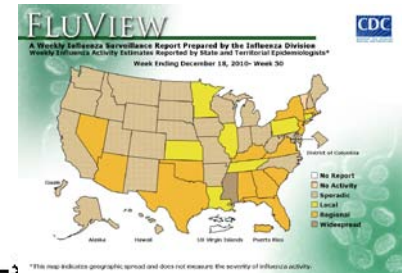 FLUVIEW
CDC
A Weekly Influenza Surveillance Report Prepared by the Influenza Division
Weekly Influenza Activity Estimates Reported by State and Territorial Epidemiologists*
Week Ending December 18, 2010- Week 50
District of Columbia
No Report
No Activity
Sporadic
Local
Regional
Widespread
Guam
Alaska
Hawaii
US Virgin Islands
Puerto Rico
*This map indicates geographic spread and does not measure the severity of influenza activity.